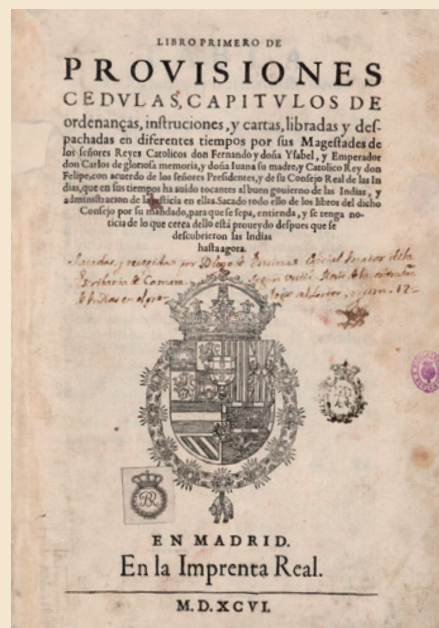 LIBRO PRIMERO DE
PROVISIONES
CEDVLAS, CAPITVLOS DE
ordenanças, instruciones, y cartas, libradas y des-
pachadas en diferentes tiempos por sus Magestades de
los señores Reyes Catolicos don Fernando y doña Ysabel, y Emperador
don Carlos de gloriosa memoria, y doña Iuana su madre, y Catolico Rey don
Felipe, con acuerdo de los señores Presidentes, y de su Consejo Real de las In
dias, que en sus tiempos ha auido tocantes al buen gouierno de las Indias, y
administracion de la justicia en ellas. Sacado todo ello de los libros del dicho
Consejo por su mandado, para que se sepa, entienda, y se tenga no-
ticia de lo que cerca dello está proueydo despues que se
descubrieron las Indias
hasta agora.
por Diego de Oficial
de Camara
EN MADRID.
En la Imprenta Real.
M.D.XCVI.